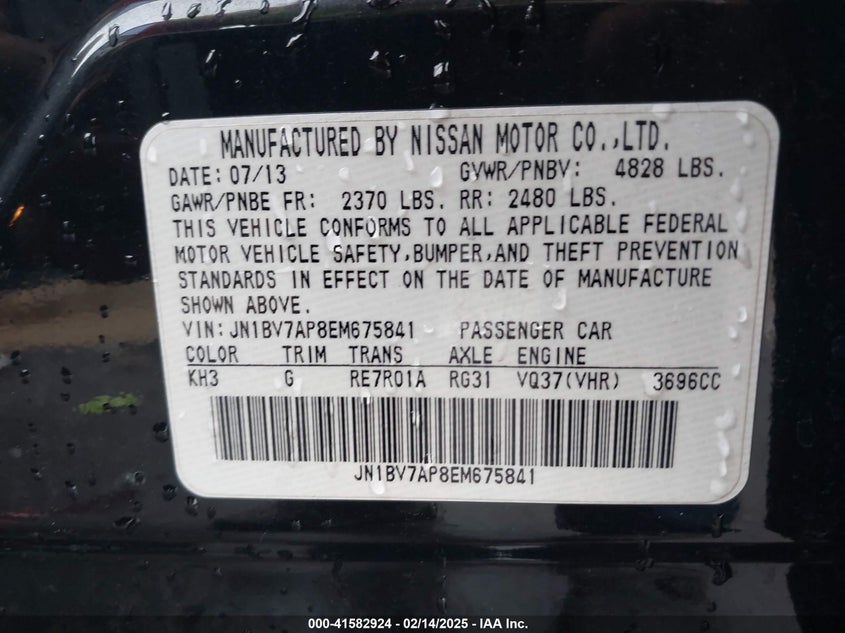 MANUFACTURED BY NISSAN MOTOR CO.,LTD.
DATE: 07/13 GVWR/PNBV: 4828 LBS.
GAWR/PNBE FR: 2370 LBS. RR: 2480 LBS.
THIS VEHICLE CONFORMS TO ALL APPLICABLE FEDERAL
MOTOR VEHICLE SAFETY,BUMPER,AND THEFT PREVENTION
STANDARDS IN EFFECT ON THE DATE OF MANUFACTURE
SHOWN ABOVE.
VIN: JN1BV7AP8EM675841 PASSENGER CAR
COLOR TRIM TRANS AXLE ENGINE
KH3 G RE7R01A RG31 VQ37(VHR) 3696CC
JN1BV7AP8EM675841
000-41582924 - 02/14/2025 - IAA Inc.